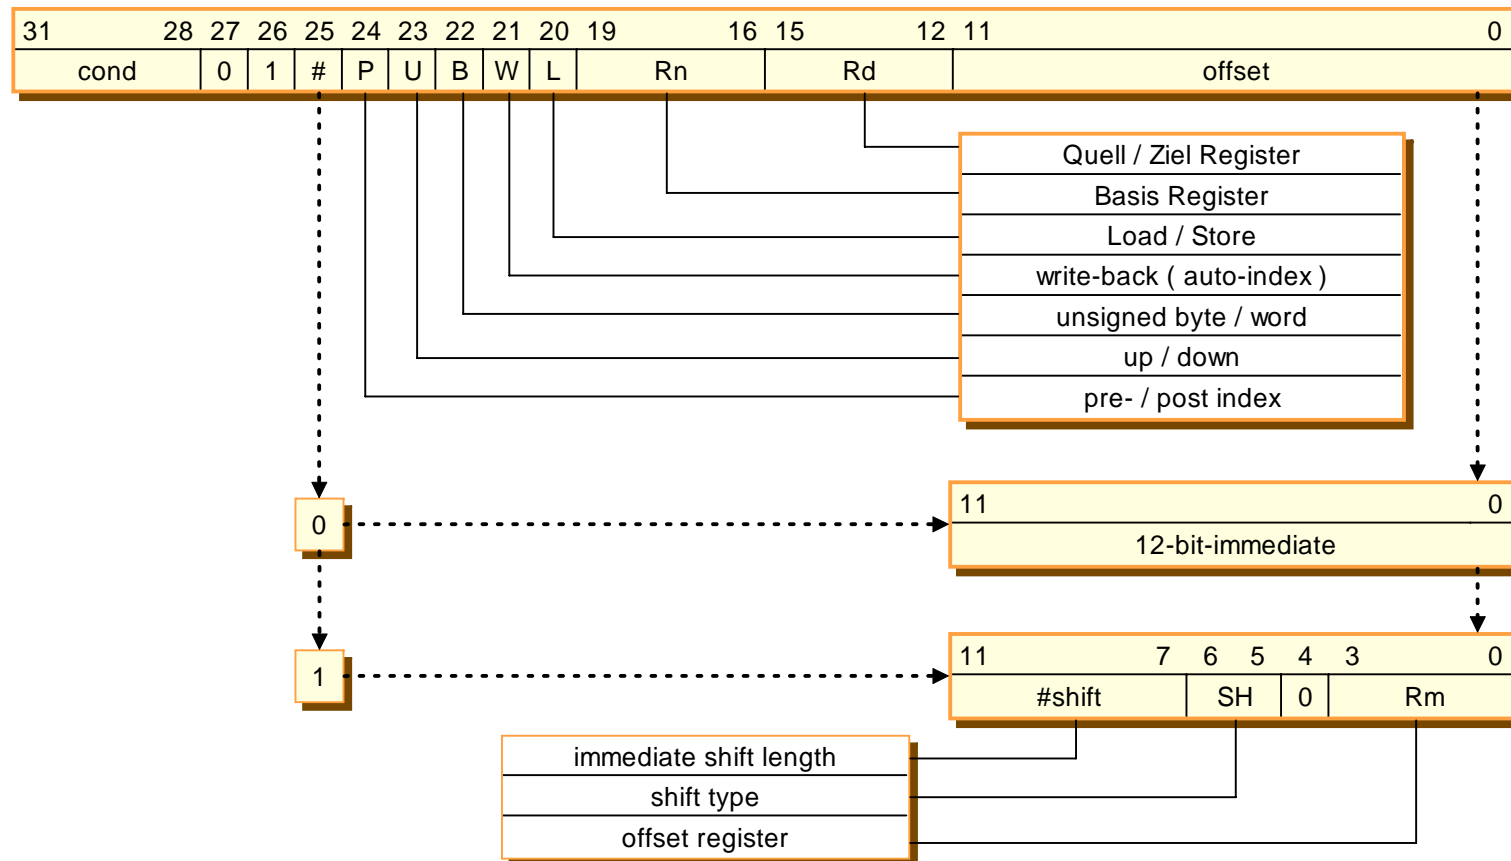 31 28 27 26 25 24 23 22 21 20 19 16 15 12 11 0
cond 0 1 # P U B W L Rn Rd offset
Quell / Ziel Register
Basis Register
Load / Store
write-back ( auto-index )
unsigned byte / word
up / down
pre- / post index
11 0
0
12-bit-immediate
11 7 6 5 4 3 0
1
#shift SH 0 Rm
immediate shift length
shift type
offset register